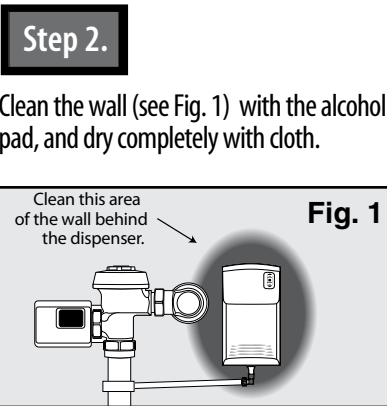 Step 2.
Clean the wall (see Fig. 1) with the alcohol
pad, and dry completely with cloth.
Clean this area
of the wall behind
the dispenser.
Fig. 1